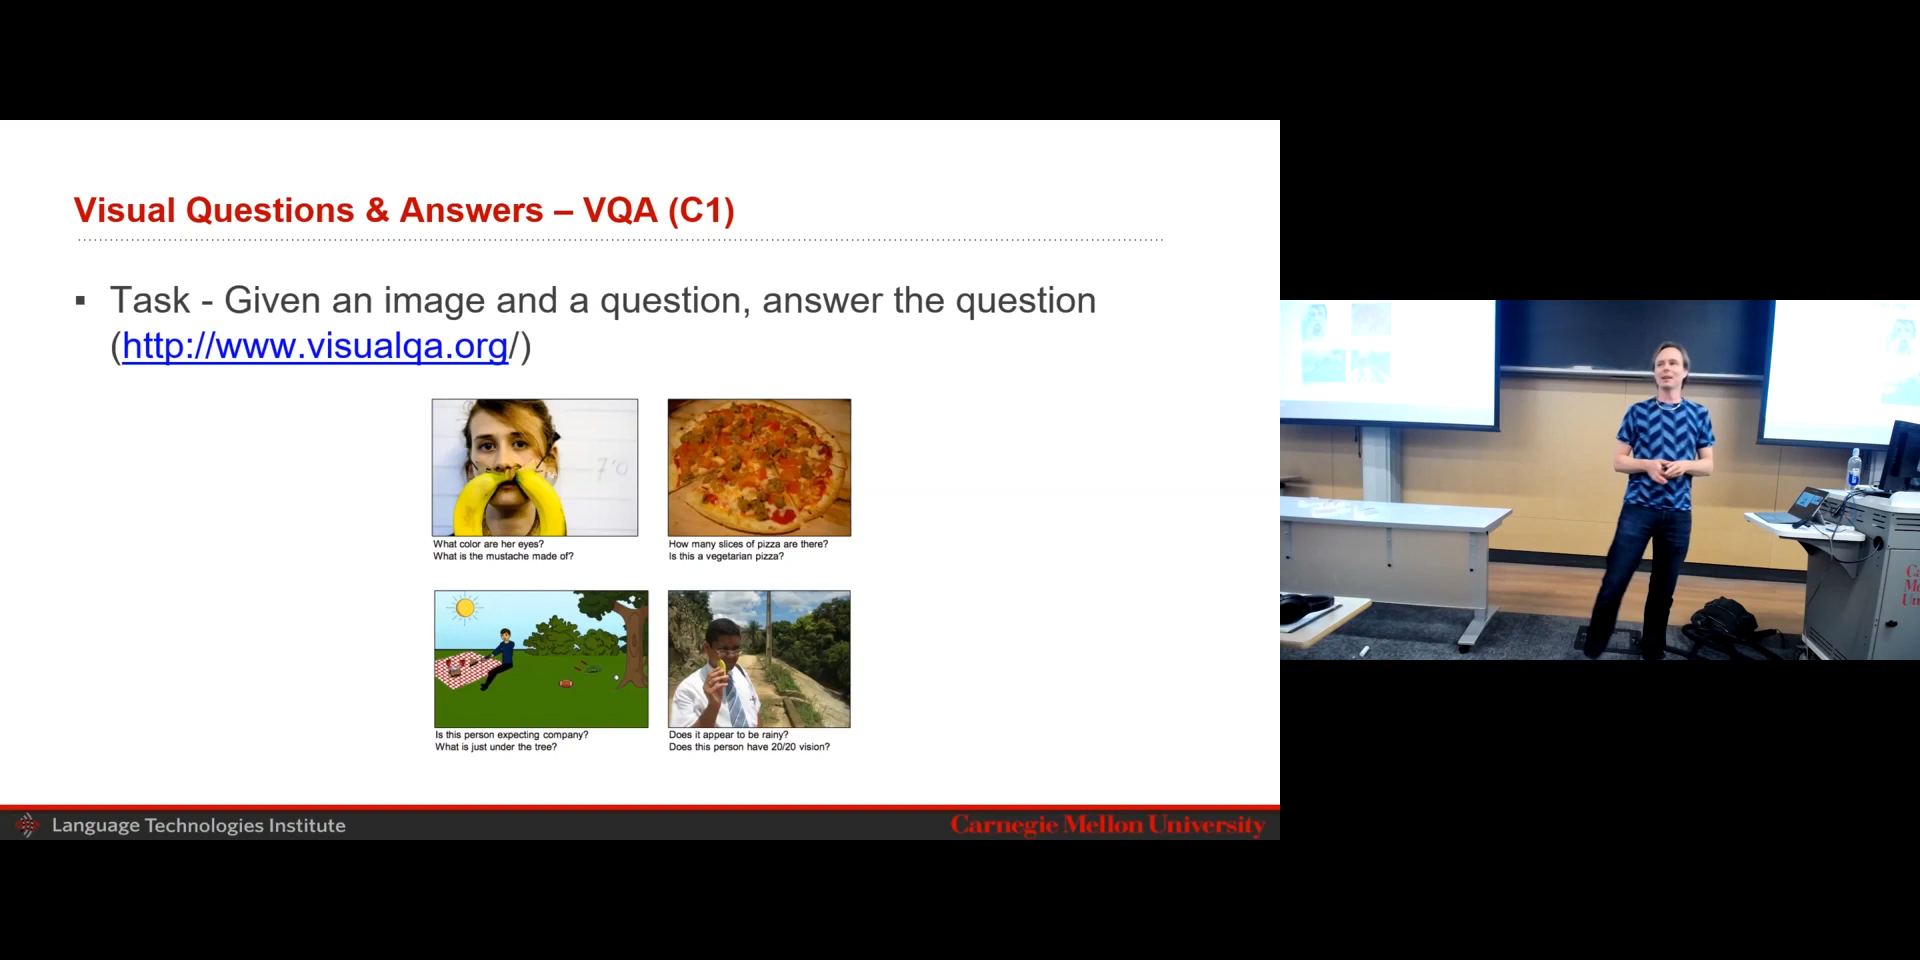 Visual Questions & Answers – VQA (C1)
▪ Task - Given an image and a question, answer the question
(http://www.visualqa.org/)
What color are her eyes?
What is the mustache made of?
How many slices of pizza are there?
Is this a vegetarian pizza?
Is this person expecting company?
What is just under the tree?
Does it appear to be rainy?
Does this person have 20/20 vision?
Language Technologies Institute
Carnegie Mellon University